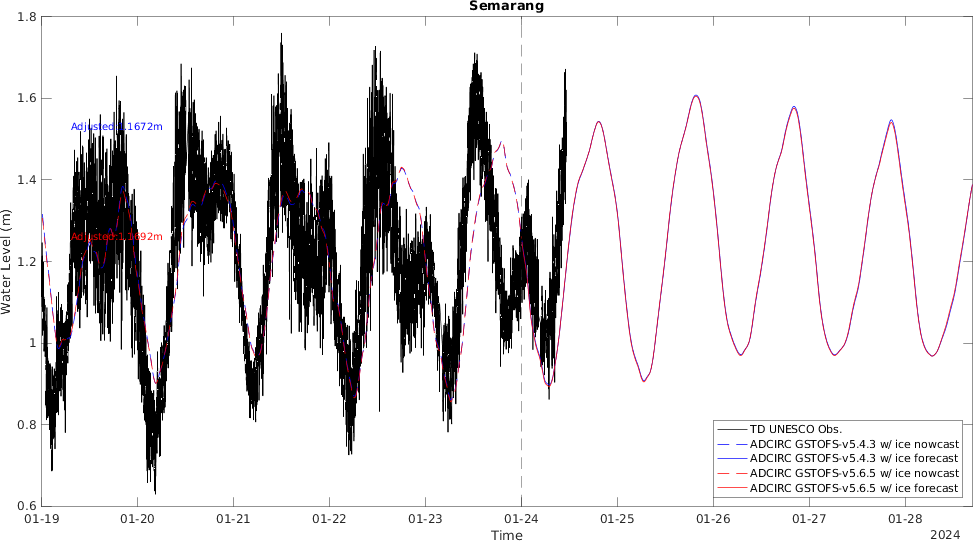 Semarang
1.8
1.6
1.4
1.2
1
0.8
0.6
Water Level (m)
Adjusted:1.1672m
Adjusted:1.1692m
TD UNESCO Obs.
ADCIRC GSTOFS-v5.4.3 w/ ice nowcast
ADCIRC GSTOFS-v5.4.3 w/ ice forecast
ADCIRC GSTOFS-v5.6.5 w/ ice nowcast
ADCIRC GSTOFS-v5.6.5 w/ ice forecast
01-19 01-20 01-21 01-22 01-23 01-24 01-25 01-26 01-27 01-28
Time
2024